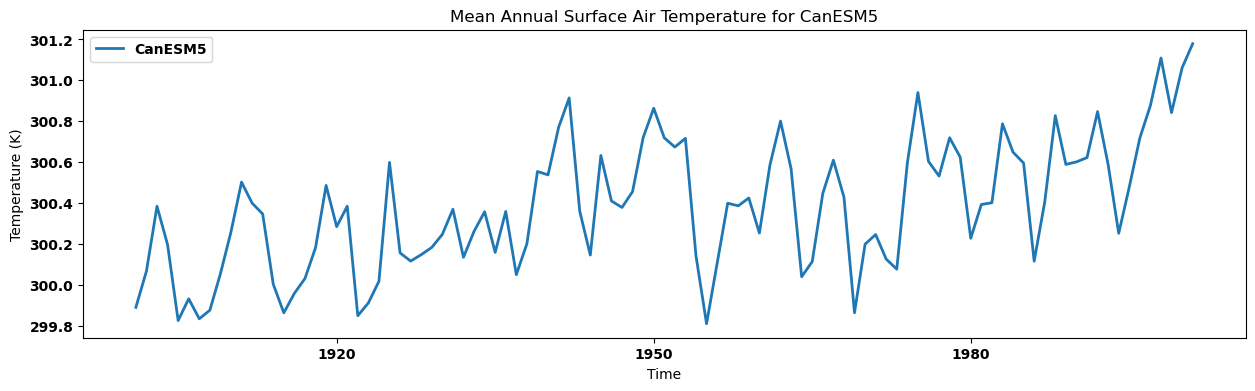 Mean Annual Surface Air Temperature for CanESM5
CanESM5
Temperature (K)
301.2
301.0
300.8
300.6
300.4
300.2
300.0
299.8
1920
1950
1980
Time